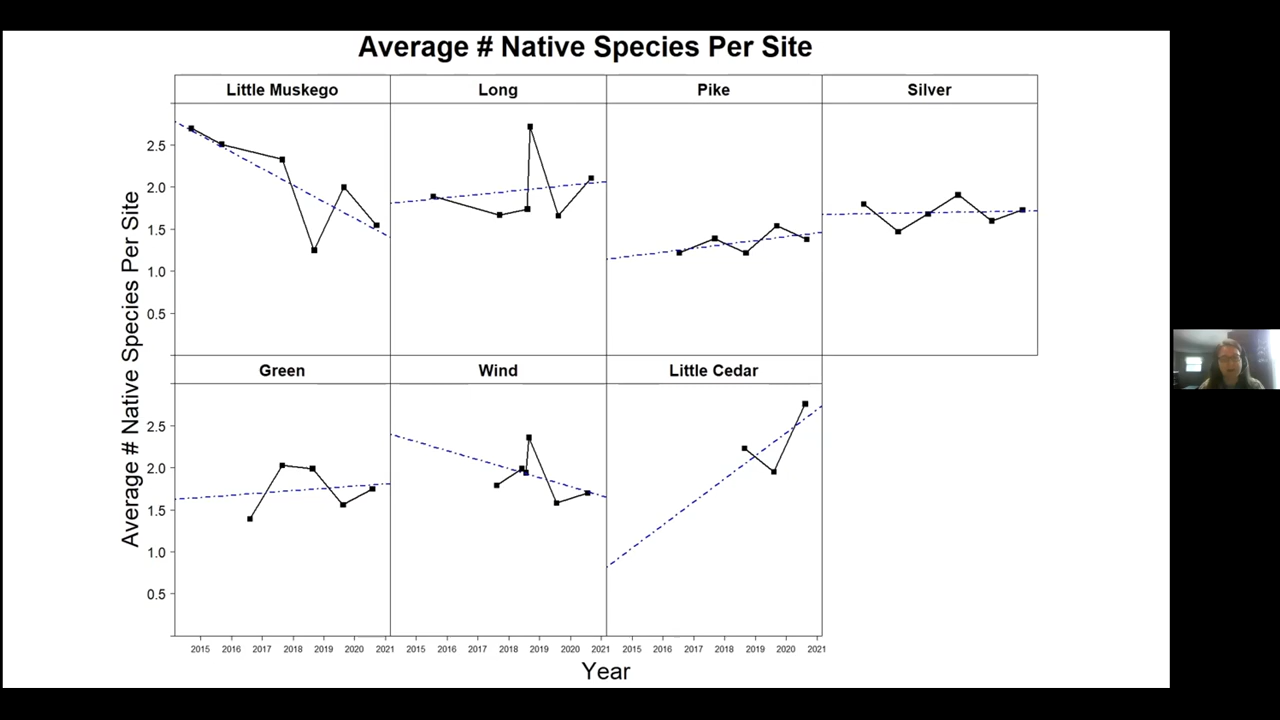 Average # Native Species Per Site
Little Muskego
Long
Pike
Silver
2.5
2.0
1.5
1.0
0.5
Average # Native Species Per Site
Green
Wind
Little Cedar
2.5
2.0
1.5
1.0
0.5
2015 2016 2017 2018 2019 2020 2021
2015 2016 2017 2018 2019 2020 2021
2015 2016 2017 2018 2019 2020 2021
Year